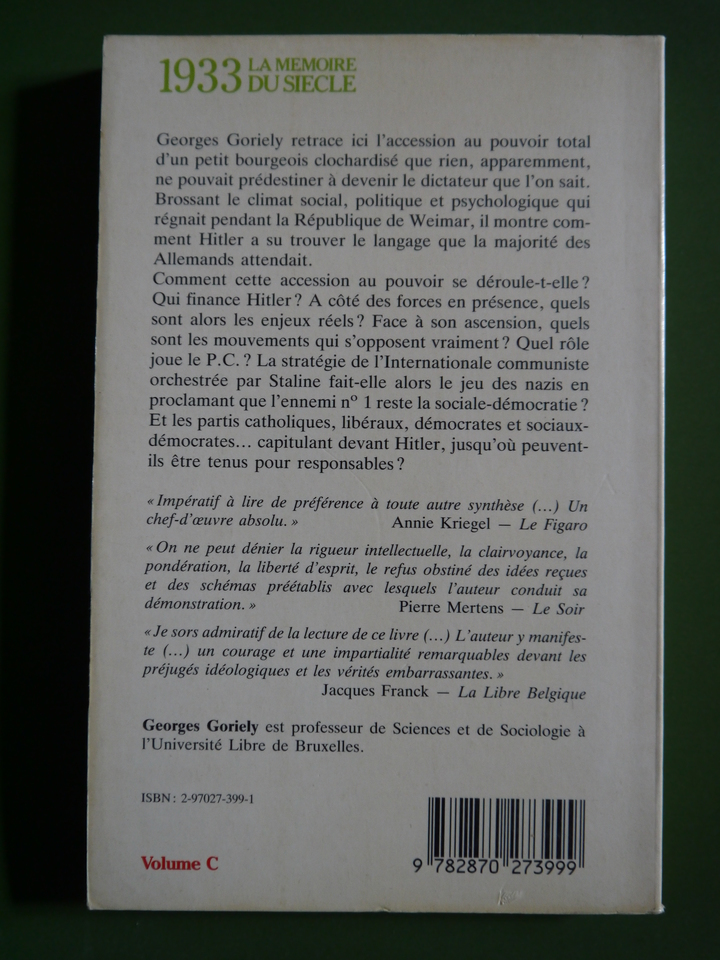 1933 LA MEMOIRE
DU SIECLE
Georges Goriely retrace ici l'accession au pouvoir total
d'un petit bourgeois clochardisé que rien, apparemment,
ne pouvait prédestiner à devenir le dictateur que l'on sait.
Brossant le climat social, politique et psychologique qui
régnait pendant la République de Weimar, il montre com-
ment Hitler a su trouver le langage que la majorité des
Allemands attendait.
Comment cette accession au pouvoir se déroule-t-elle ?
Qui finance Hitler ? A côté des forces en présence, quels
sont alors les enjeux réels ? Face à son ascension, quels
sont les mouvements qui s'opposent vraiment ? Quel rôle
joue le P.C. ? La stratégie de l'Internationale communiste
orchestrée par Staline fait-elle alors le jeu des nazis en
proclamant que l'ennemi nº 1 reste la sociale-démocratie ?
Et les partis catholiques, libéraux, démocrates et sociaux-
démocrates... capitulant devant Hitler, jusqu'où peuvent-
ils être tenus pour responsables ?
« Impératif à lire de préférence à toute autre synthèse (...) Un
chef-d'œuvre absolu. » Annie Kriegel — Le Figaro
« On ne peut dénier la rigueur intellectuelle, la clairvoyance, la
pondération, la liberté d'esprit, le refus obstiné des idées reçues
et des schémas préétablis avec lesquels l'auteur conduit sa
démonstration. » Pierre Mertens — Le Soir
« Je sors admiratif de la lecture de ce livre (...) L'auteur y manifes-
te (...) un courage et une impartialité remarquables devant les
préjugés idéologiques et les vérités embarrassantes. »
Jacques Franck — La Libre Belgique
Georges Goriely est professeur de Sciences et de Sociologie à
l'Université Libre de Bruxelles.
ISBN : 2-97027-399-1
Volume C
9 782870 273999